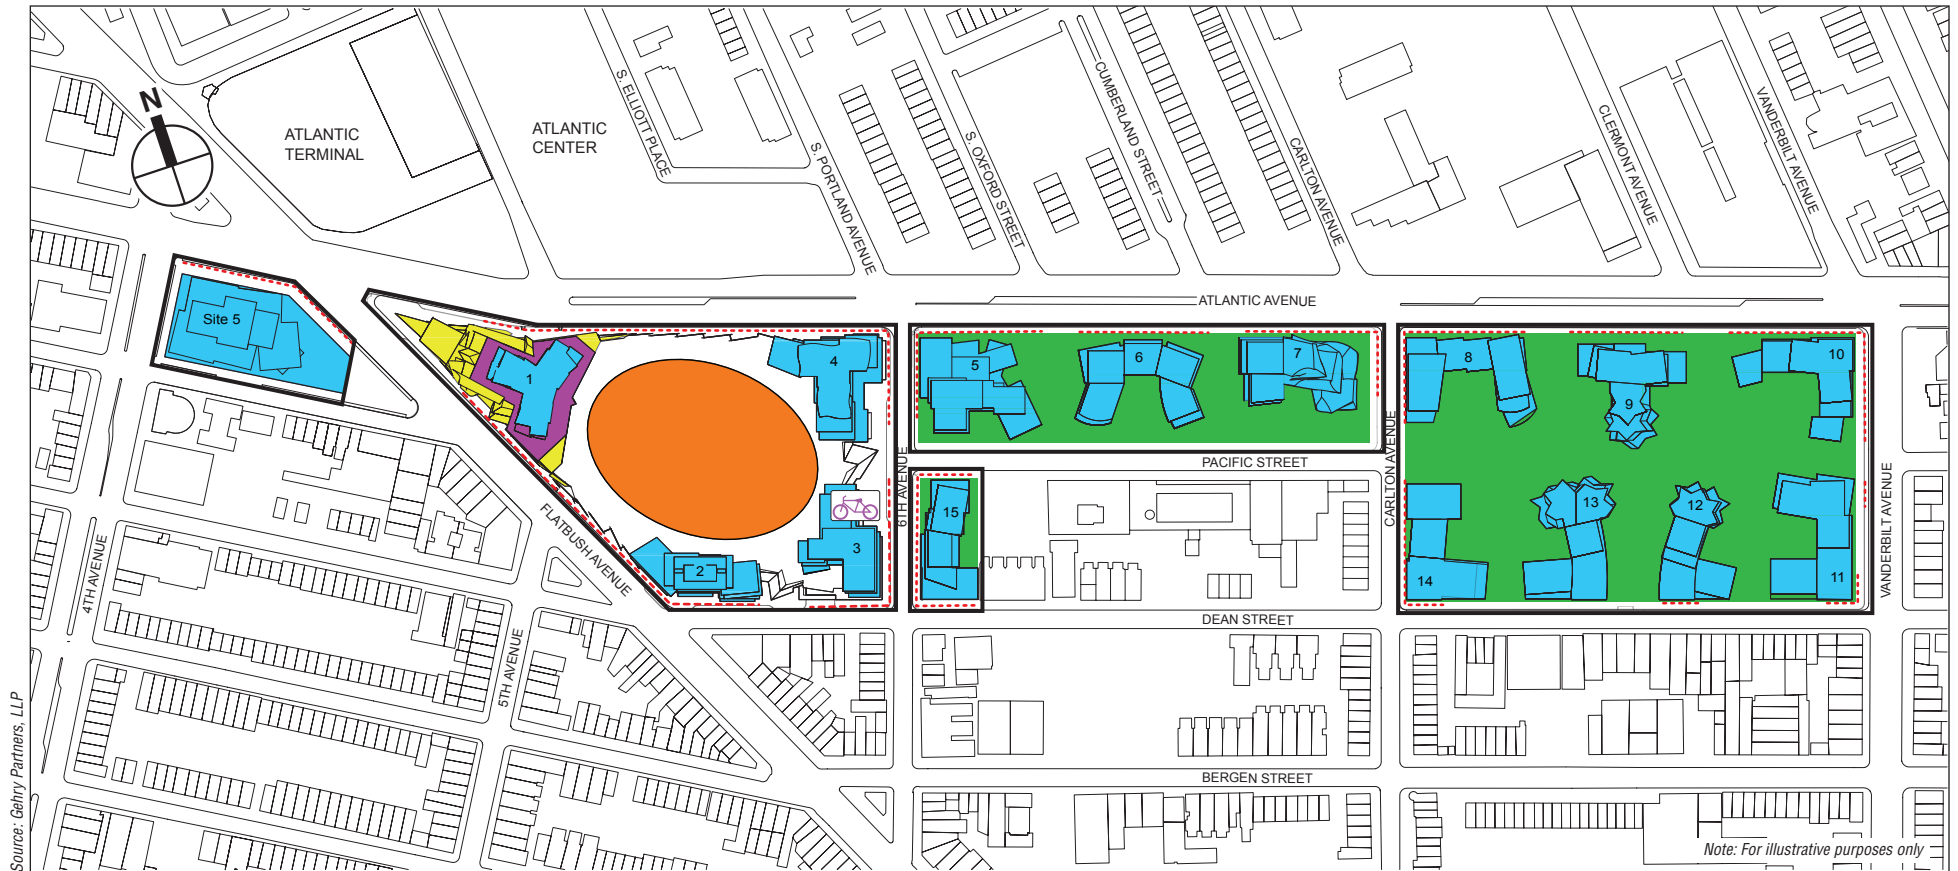 N
ATLANTIC
TERMINAL
ATLANTIC
CENTER
S. ELLIOTT PLACE
S. PORTLAND AVENUE
S. OXFORD STREET
CUMBERLAND STREET
CARLTON AVENUE
CLERMONT AVENUE
VANDERBILT AVENUE
ATLANTIC AVENUE
Site 5
1
4
5
6
7
8
9
10
6TH AVENUE
PACIFIC STREET
CARLTON AVENUE
VANDERBILT AVENUE
15
13
12
3
2
14
11
FLATBUSH AVENUE
4TH AVENUE
5TH AVENUE
DEAN STREET
BERGEN STREET
Source: Gehry Partners, LLP
Note: For illustrative purposes only